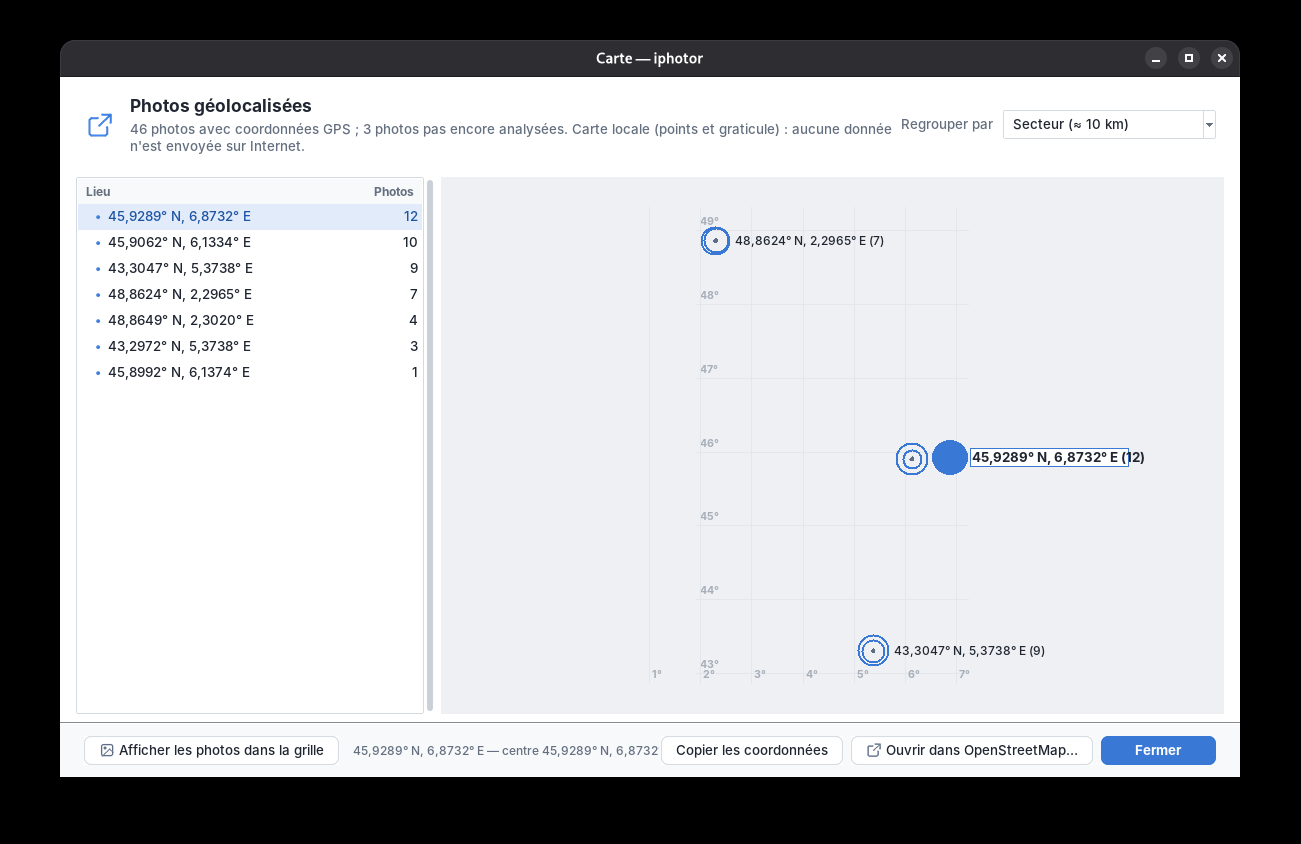 Carte — iphotor
Photos géolocalisées
46 photos avec coordonnées GPS ; 3 photos pas encore analysées. Carte locale (points et graticule) : aucune donnée
n'est envoyée sur Internet.
Regrouper par
Secteur (≈ 10 km)
Lieu Photos
45,9289° N, 6,8732° E 12
45,9062° N, 6,1334° E 10
43,3047° N, 5,3738° E 9
48,8624° N, 2,2965° E 7
48,8649° N, 2,3020° E 4
43,2972° N, 5,3738° E 3
45,8992° N, 6,1374° E 1
49°
48,8624° N, 2,2965° E (7)
48°
47°
46°
45,9289° N, 6,8732° E (12)
45°
44°
43,3047° N, 5,3738° E (9)
43°
1° 2° 3° 4° 5° 6° 7°
Afficher les photos dans la grille
45,9289° N, 6,8732° E — centre 45,9289° N, 6,8732
Copier les coordonnées
Ouvrir dans OpenStreetMap...
Fermer